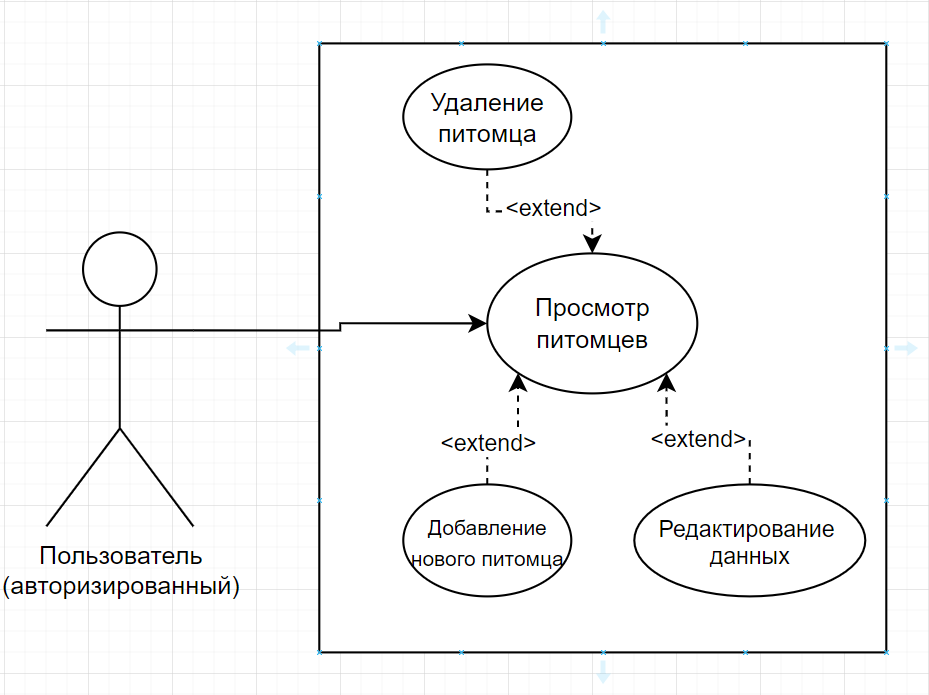 Удаление
питомца
<extend>
Просмотр
питомцев
<extend>
<extend>
Добавление
нового питомца
Редактирование
данных
Пользователь
(авторизированный)